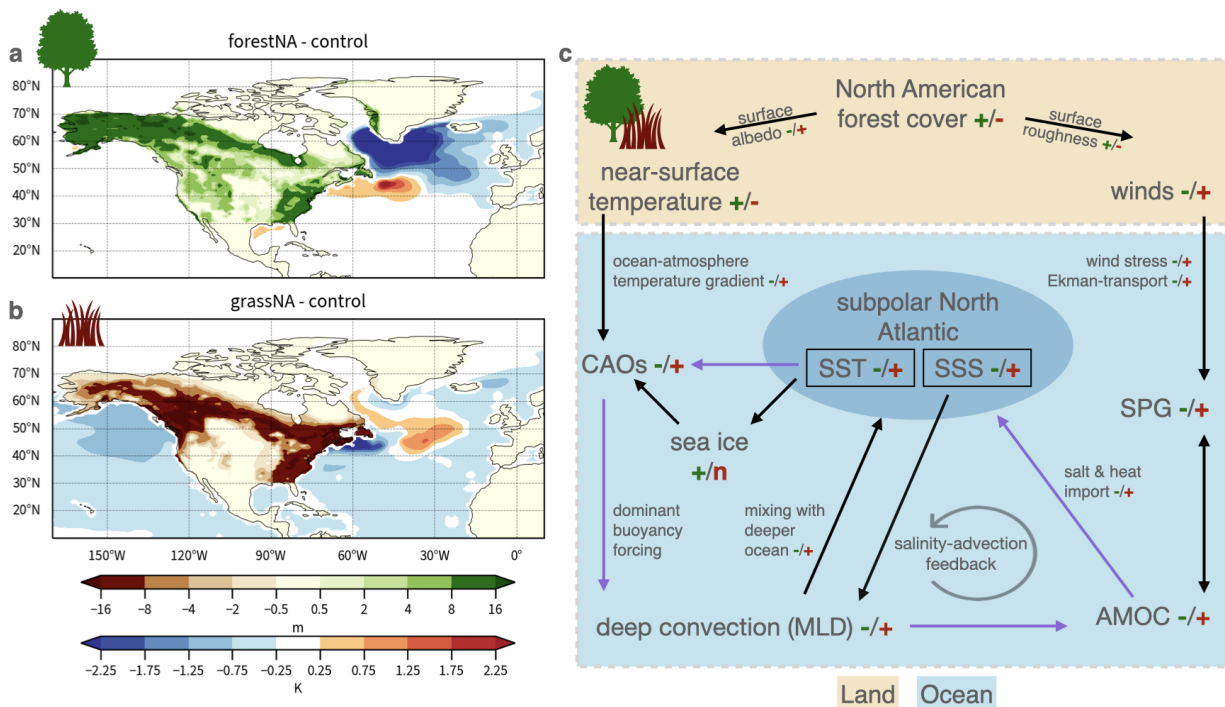 a
forestNA - control
80°N
70°N
60°N
50°N
40°N
30°N
20°N
b
grassNA - control
80°N
70°N
60°N
50°N
40°N
30°N
20°N
150°W 120°W 90°W 60°W 30°W 0°
−16 −8 −4 −2 −0.5 0.5 2 4 8 16
m
−2.25 −1.75 −1.25 −0.75 −0.25 0.25 0.75 1.25 1.75 2.25
K
c
North American
forest cover +/-
surface
albedo -/+
surface
roughness +/-
near-surface
temperature +/-
winds -/+
ocean-atmosphere
temperature gradient -/+
wind stress -/+
Ekman-transport -/+
subpolar North
Atlantic
CAOs -/+
SST -/+
SSS -/+
SPG -/+
sea ice
+/n
salt & heat
import -/+
dominant
buoyancy
forcing
mixing with
deeper
ocean -/+
salinity-advection
feedback
deep convection (MLD) -/+
AMOC -/+
Land
Ocean